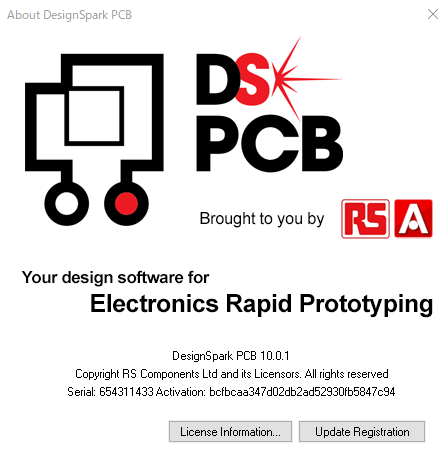 About DesignSpark PCB
DS
PCB
Brought to you by
RS A
Your design software for
Electronics Rapid Prototyping
DesignSpark PCB 10.0.1
Copyright RS Components Ltd and its Licensors. All rights reserved
Serial: 654311433 Activation: bcfbcaa347d02db2ad52930fb5847c94
License Information... Update Registration